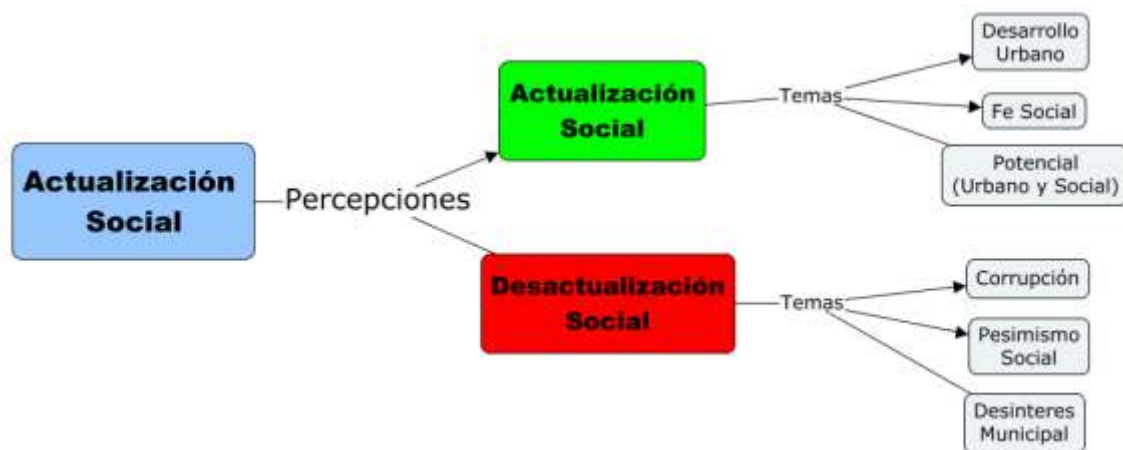 Actualización
Social
Percepciones
Actualización
Social
Temas
Desarrollo
Urbano
Fe Social
Potencial
(Urbano y Social)
Desactualización
Social
Temas
Corrupción
Pesimismo
Social
Desinteres
Municipal